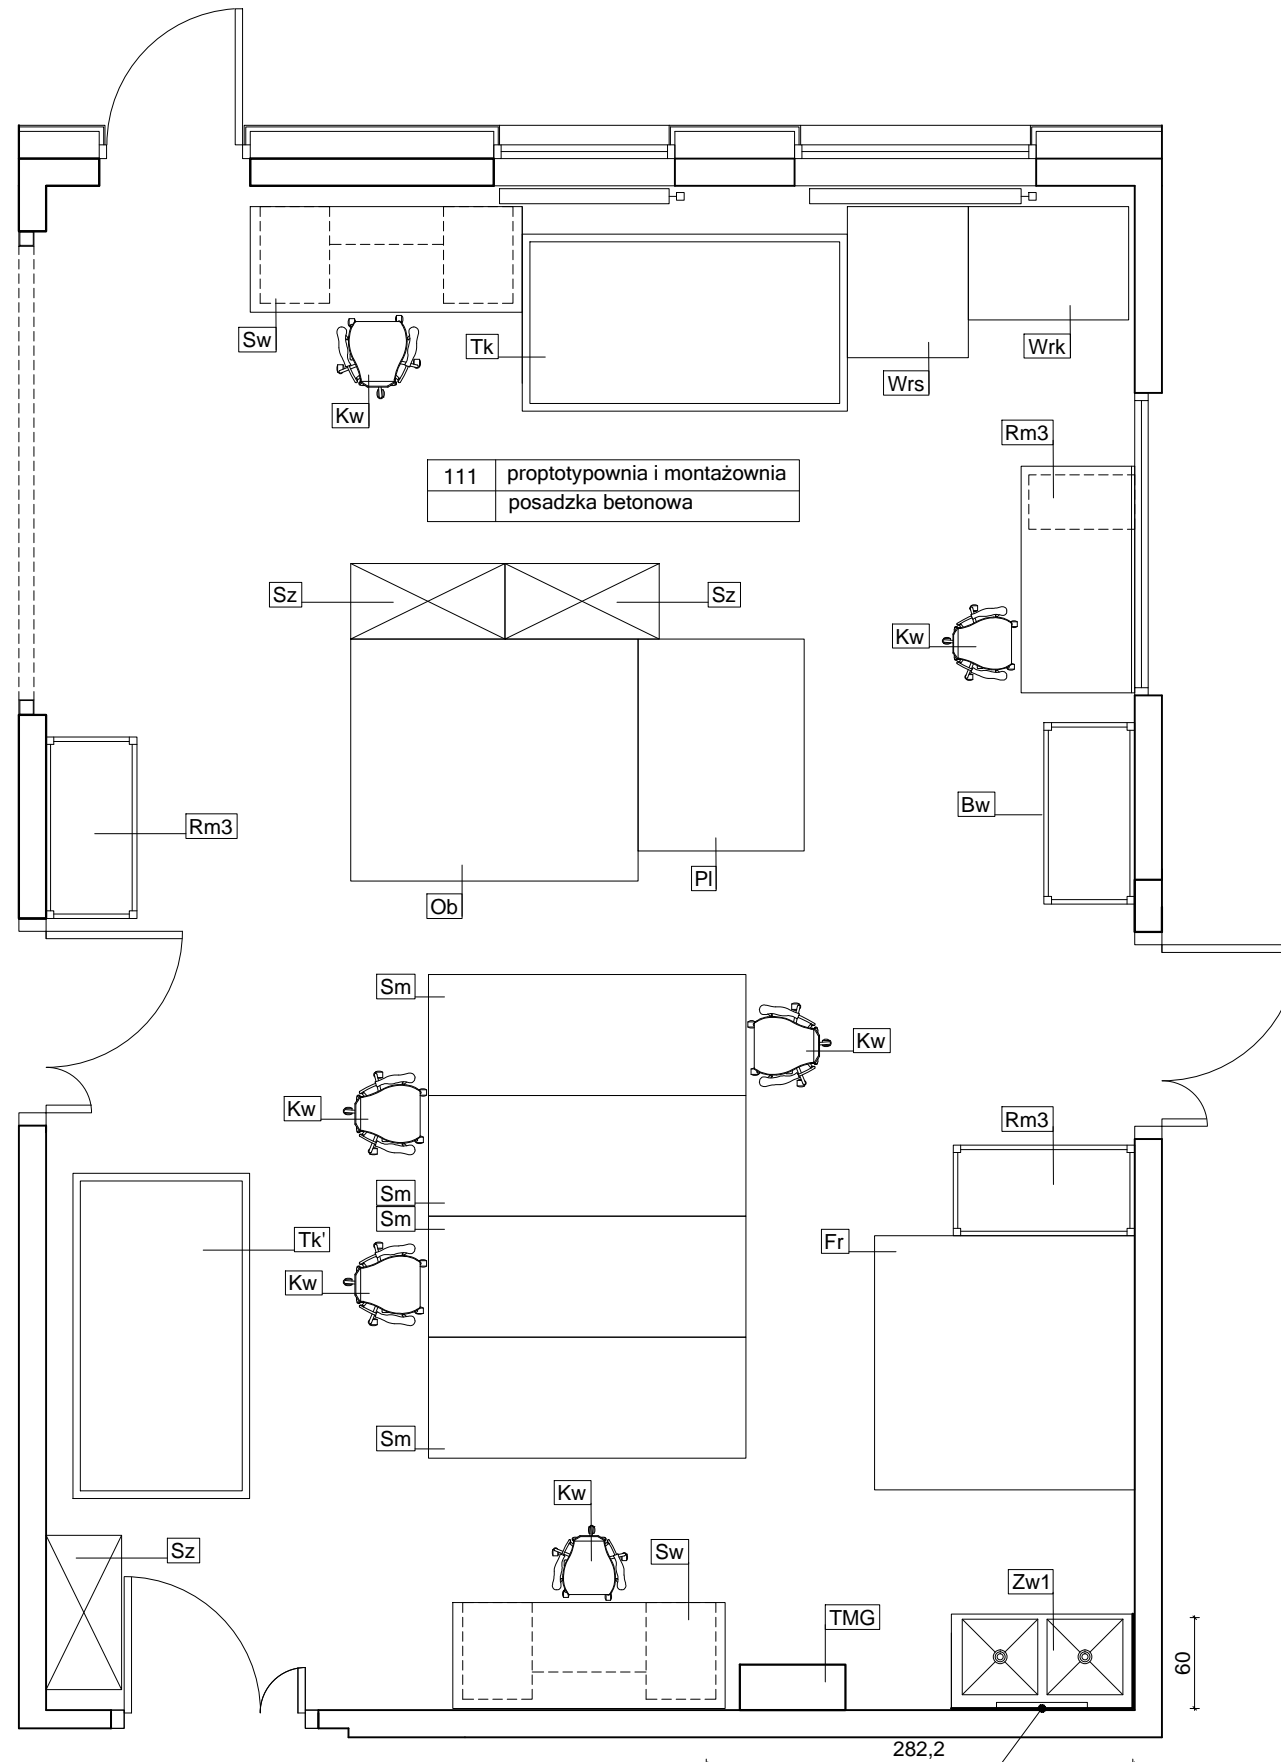 Sw
Tk
Wrk
Wrs
Kw
Rm3
111 proptotypownia i montażownia
posadzka betonowa
Sz
Sz
Kw
Bw
Rm3
Pl
Ob
Sm
Kw
Kw
Rm3
Sm
Sm
Tk'
Fr
Kw
Sm
Kw
Sz
Sw
Zw1
TMG
60
282,2